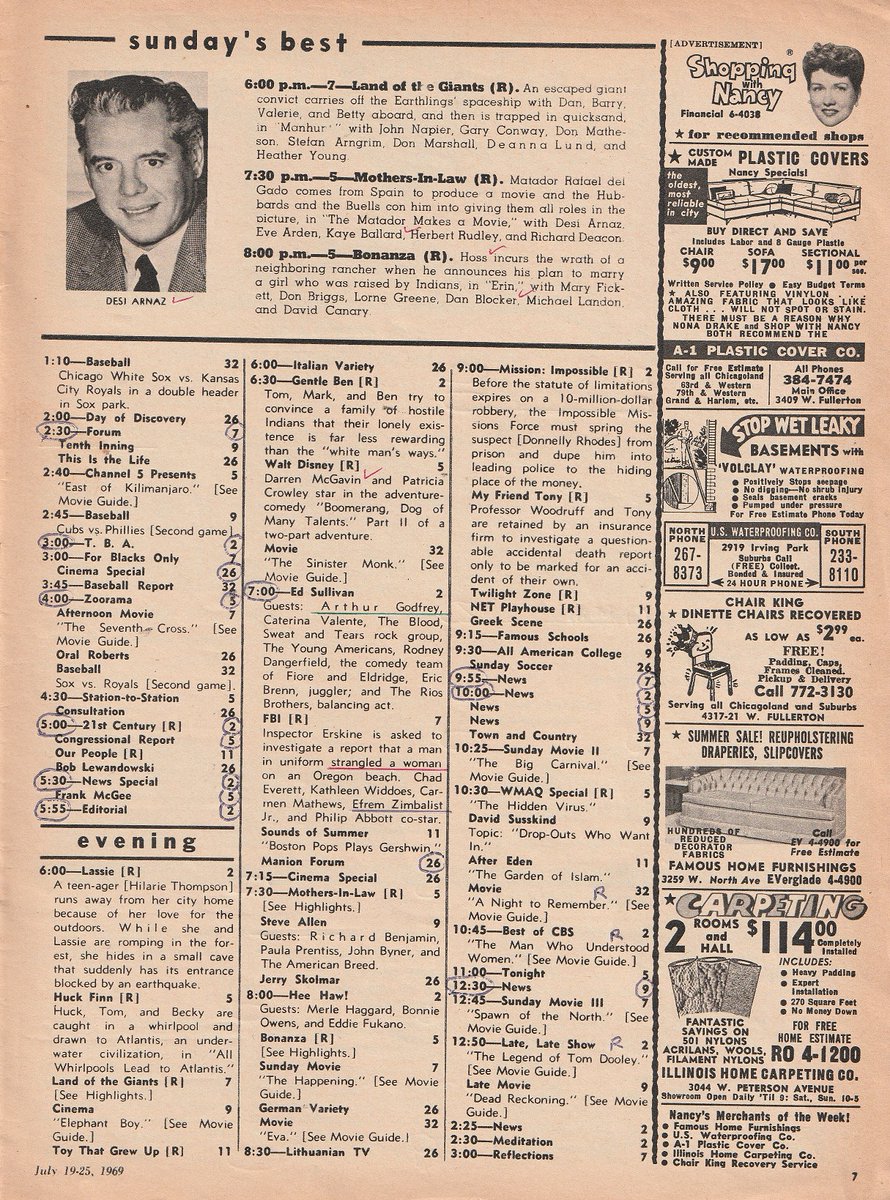 sunday's best
DESI ARNAZ
6:00 p.m.—7—Land of the Giants (R). An escaped giant
convict carries off the Earthlings' spaceship with Dan, Barry,
Valerie, and Betty aboard, and then is trapped in quicksand,
in "Manhunt" with John Napier, Gary Conway, Don Mathe-
son, Stefan Arngrim, Don Marshall, Deanna Lund, and
Heather Young.
7:30 p.m.—5—Mothers-In-Law (R). Matador Rafael del
Gado comes from Spain to produce a movie and the Hub-
bards and the Buells con him into giving them all roles in the
picture, in "The Matador Makes a Movie," with Desi Arnaz,
Eve Arden, Kaye Ballard, Herbert Rudley, and Richard Deacon.
8:00 p.m.—5—Bonanza (R). Hoss incurs the wrath of a
neighboring rancher when he announces his plan to marry
a girl who was raised by Indians, in "Erin," with Mary Fick-
ett, Don Briggs, Lorne Greene, Dan Blocker, Michael Landon,
and David Canary.
1:10—Baseball 32
Chicago White Sox vs. Kansas
City Royals in a double header
in Sox park.
2:00—Day of Discovery 26
2:30—Forum 7
Tenth Inning 9
This Is the Life 26
2:40—Channel 5 Presents 5
"East of Kilimanjaro." [See
Movie Guide.]
2:45—Baseball 9
Cubs vs. Phillies [Second game]
3:00—T. B. A. 2
3:00—For Blacks Only 7
Cinema Special 26
3:45—Baseball Report 32
4:00—Zoorama 5
Afternoon Movie 7
"The Seventh Cross." [See
Movie Guide.]
Oral Roberts 26
Baseball 32
Sox vs. Royals [Second game].
4:30—Station-to-Station 5
Consultation 26
5:00—21st Century [R] 2
Congressional Report 5
Our People [R] 11
Bob Lewandowski 26
5:30—News Special 2
Frank McGee 5
5:55—Editorial 2
evening
6:00—Lassie [R] 2
A teen-ager [Hilarie Thompson]
runs away from her city home
because of her love for the
outdoors. While she and
Lassie are romping in the for-
est, she hides in a small cave
that suddenly has its entrance
blocked by an earthquake.
Huck Finn [R] 5
Huck, Tom, and Becky are
caught in a whirlpool and
drawn to Atlantis, an under-
water civilization, in "All
Whirlpools Lead to Atlantis."
Land of the Giants [R] 7
[See Highlights.]
Cinema 9
"Elephant Boy." [See Movie
Guide.]
Toy That Grew Up [R] 11
6:00—Italian Variety 26
6:30—Gentle Ben [R] 2
Tom, Mark, and Ben try to
convince a family of hostile
Indians that their lonely exis-
tence is far less rewarding
than the "white man's ways."
Walt Disney [R] 5
Darren McGavin and Patricia
Crowley star in the adventure-
comedy "Boomerang, Dog of
Many Talents." Part II of a
two-part adventure.
Movie 32
"The Sinister Monk." [See
Movie Guide.]
7:00—Ed Sullivan 2
Guests: Arthur Godfrey,
Caterina Valente, The Blood,
Sweat and Tears rock group,
The Young Americans, Rodney
Dangerfield, the comedy team
of Fiore and Eldridge, Eric
Brenn, juggler; and The Rios
Brothers, balancing act.
FBI [R] 7
Inspector Erskine is asked to
investigate a report that a man
in uniform strangled a woman
on an Oregon beach. Chad
Everett, Kathleen Widdoes, Car-
men Mathews, Efrem Zimbalist
Jr., and Philip Abbott co-star.
Sounds of Summer 11
"Boston Pops Plays Gershwin."
Manion Forum 26
7:15—Cinema Special 26
7:30—Mothers-In-Law [R] 5
[See Highlights.]
Steve Allen 9
Guests: Richard Benjamin,
Paula Prentiss, John Byner, and
The American Breed.
Jerry Skolmar 26
8:00—Hee Haw! 2
Guests: Merle Haggard, Bonnie
Owens, and Eddie Fukano.
Bonanza [R] 5
[See Highlights.]
Sunday Movie 7
"The Happening." [See Movie
Guide.]
German Variety 26
Movie 32
"Eva." [See Movie Guide.]
8:30—Lithuanian TV 26
9:00—Mission: Impossible [R] 2
Before the statute of limitations
expires on a 10-million-dollar
robbery, the Impossible Mis-
sions Force must spring the
suspect [Donnelly Rhodes] from
prison and dupe him into
leading police to the hiding
place of the money.
My Friend Tony [R] 5
Professor Woodruff and Tony
are retained by an insurance
firm to investigate a question-
able accidental death report
only to be marked for an acci-
dent of their own.
Twilight Zone [R] 9
NET Playhouse [R] 11
Greek Scene 26
9:15—Famous Schools 26
9:30—All American College 9
Sunday Soccer 26
9:55—News 7
10:00—News 2
News 5
News 9
Town and Country 32
10:25—Sunday Movie II 7
"The Big Carnival." [See
Movie Guide.]
10:30—WMAQ Special [R] 5
"The Hidden Virus."
David Susskind 9
Topic: "Drop-Outs Who Want
In."
After Eden 11
"The Garden of Islam."
Movie R 32
"A Night to Remember." [See
Movie Guide.]
10:45—Best of CBS R 2
"The Man Who Understood
Women." [See Movie Guide.]
11:00—Tonight 5
12:30—News 9
12:45—Sunday Movie III 7
"Spawn of the North." [See
Movie Guide.]
12:50—Late, Late Show R 2
"The Legend of Tom Dooley."
[See Movie Guide.]
Late Movie 9
"Dead Reckoning." [See Movie
Guide.]
2:25—News 2
2:30—Meditation 2
3:00—Reflections 7
[ADVERTISEMENT]
Shopping ®
with
Nancy
Financial 6-4038
★ for recommended shops
★ CUSTOM MADE PLASTIC COVERS
Nancy Specials!
the
oldest,
most
reliable
in city
BUY DIRECT AND SAVE
Includes Labor and 8 Gauge Plastic
CHAIR SOFA SECTIONAL
$9.00 $17.00 $11.00 per sec.
Written Service Policy ● Easy Budget Terms
★ ALSO FEATURING VINYLON . . .
AMAZING FABRIC THAT LOOKS LIKE
CLOTH . . . WILL NOT SPOT OR STAIN.
THERE MUST BE A REASON WHY
NONA DRAKE and SHOP WITH NANCY
BOTH RECOMMEND THE
A-1 PLASTIC COVER CO.
Call for Free Estimate
Serving all Chicagoland
63rd & Western
79th & Western
Grand & Harlem, etc.
All Phones
384-7474
Main Office
3409 W. Fullerton
STOP WET LEAKY
BASEMENTS with
'VOLCLAY' WATERPROOFING
● Positively Stops seepage
● No digging—No shrub Injury
● Seals basement cracks
● Pumped under pressure
For Free Estimate Phone Today
NORTH
PHONE
267-
8373
U.S. WATERPROOFING CO.
2919 Irving Park
Suburbs Call
(FREE) Collect.
Bonded & Insured
24 HOUR PHONE
SOUTH
PHONE
233-
8110
CHAIR KING
★ DINETTE CHAIRS RECOVERED
AS LOW AS $2.99 ea.
FREE!
Padding, Caps,
Frames Cleaned.
Pickup & Delivery
Call 772-3130
Serving all Chicagoland and Suburbs
4317-21 W. FULLERTON
★ SUMMER SALE! REUPHOLSTERING
DRAPERIES, SLIPCOVERS
HUNDREDS OF
REDUCED
DECORATOR
FABRICS
Call
EV 4-4900 for
Free Estimate
FAMOUS HOME FURNISHINGS
3259 W. North Ave EVerglade 4-4900
★ CARPETING
2 ROOMS
and
HALL
$114.00
Completely
Installed
INCLUDES:
● Heavy Padding
● Expert
Installation
● 270 Square Feet
● No Money Down
FANTASTIC
SAVINGS ON
501 NYLONS
ACRILANS, WOOLS,
FILAMENT NYLONS
FOR FREE
HOME ESTIMATE
RO 4-1200
ILLINOIS HOME CARPETING CO.
3044 W. PETERSON AVENUE
Showroom Open Daily 'Til 9: Sat., Sun. 10-5
Nancy's Merchants of the Week!
● Famous Home Furnishings
● U.S. Waterproofing Co.
● A-1 Plastic Cover Co.
● Illinois Home Carpeting Co.
● Chair King Recovery Service
July 19-25, 1969
7